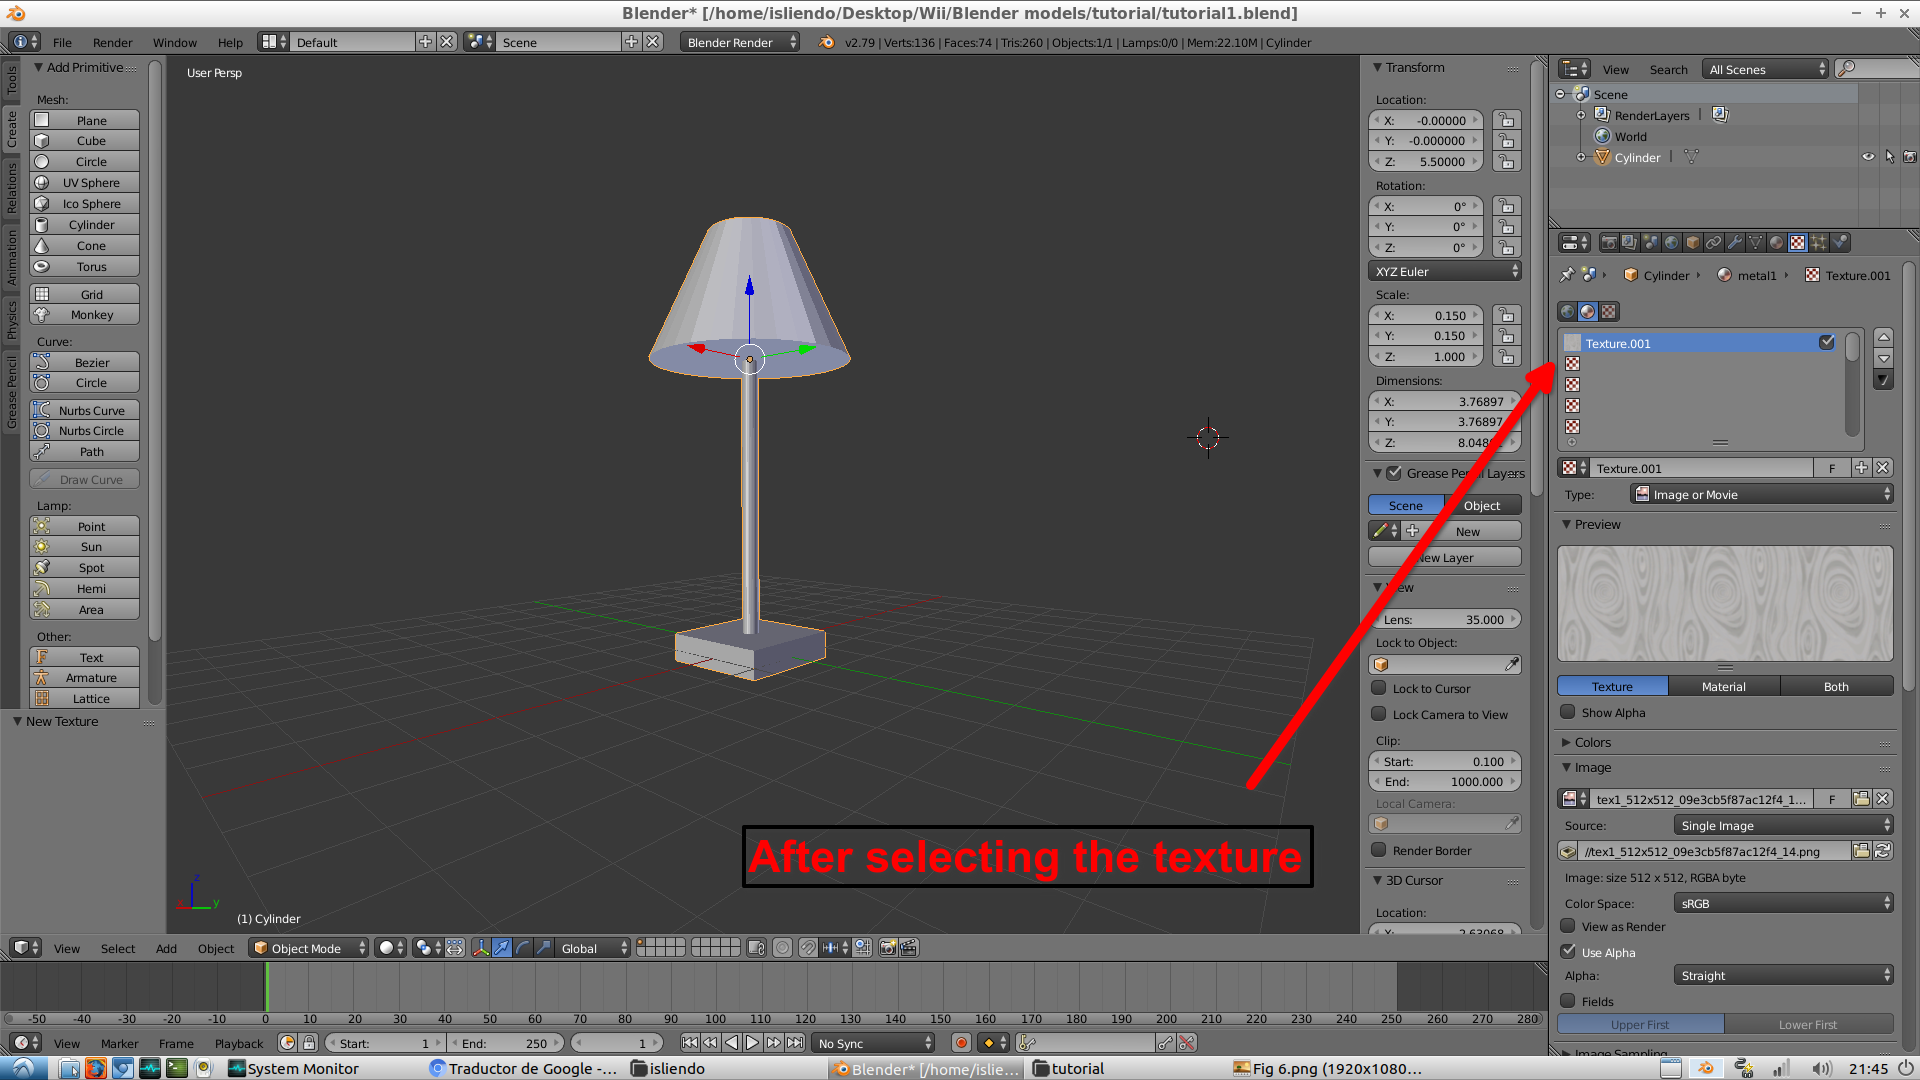 Blender* [/home/isliendo/Desktop/Wii/Blender models/tutorial/tutorial1.blend]
File Render Window Help Default Scene Blender Render v2.79 | Verts:136 | Faces:74 | Tris:260 | Objects:1/1 | Lamps:0/0 | Mem:22.10M | Cylinder
Tools
Create
Relations
Animation
Physics
Grease Pencil
Add Primitive
Mesh:
Plane
Cube
Circle
UV Sphere
Ico Sphere
Cylinder
Cone
Torus
Grid
Monkey
Curve:
Bezier
Circle
Nurbs Curve
Nurbs Circle
Path
Draw Curve
Lamp:
Point
Sun
Spot
Hemi
Area
Other:
Text
Armature
Lattice
New Texture
User Persp
After selecting the texture
z
x y
(1) Cylinder
Transform
Location:
X: -0.00000
Y: -0.000000
Z: 5.50000
Rotation:
X: 0°
Y: 0°
Z: 0°
XYZ Euler
Scale:
X: 0.150
Y: 0.150
Z: 1.000
Dimensions:
X: 3.76897
Y: 3.76897
Z: 8.048
Grease Pencil Layers
Scene Object
New
New Layer
View
Lens: 35.000
Lock to Object:
Lock to Cursor
Lock Camera to View
Clip:
Start: 0.100
End: 1000.000
Local Camera:
Render Border
3D Cursor
Location:
X: 2.63068
View Search All Scenes
Scene
RenderLayers |
World
Cylinder |
Cylinder metal1 Texture.001
Texture.001
Texture.001 F
Type: Image or Movie
Preview
Texture Material Both
Show Alpha
Colors
Image
tex1_512x512_09e3cb5f87ac12f4_1... F
Source: Single Image
//tex1_512x512_09e3cb5f87ac12f4_14.png
Image: size 512 x 512, RGBA byte
Color Space: sRGB
View as Render
Use Alpha
Alpha: Straight
Fields
Upper First Lower First
Image Sampling
View Select Add Object Object Mode Global
-50 -40 -30 -20 -10 0 10 20 30 40 50 60 70 80 90 100 110 120 130 140 150 160 170 180 190 200 210 220 230 240 250 260 270 280
View Marker Frame Playback Start: 1 End: 250 1 No Sync
System Monitor Traductor de Google -... isliendo Blender* [/home/islie... tutorial Fig 6.png (1920x1080... 21:45